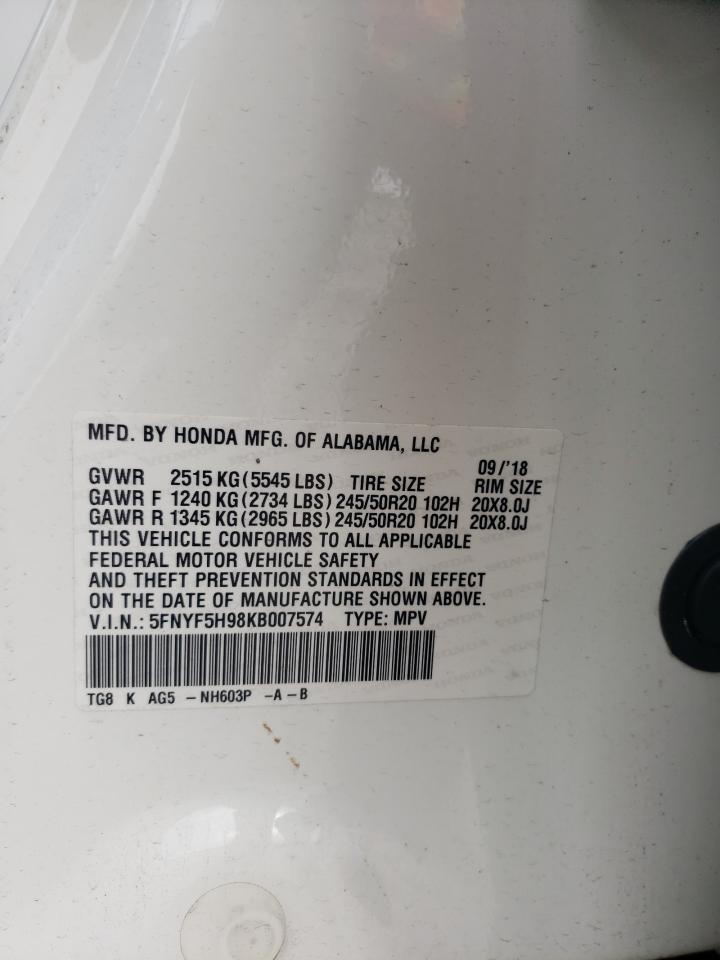 MFD. BY HONDA MFG. OF ALABAMA, LLC
09/'18
GVWR 2515 KG (5545 LBS) TIRE SIZE RIM SIZE
GAWR F 1240 KG (2734 LBS) 245/50R20 102H 20X8.0J
GAWR R 1345 KG (2965 LBS) 245/50R20 102H 20X8.0J
THIS VEHICLE CONFORMS TO ALL APPLICABLE
FEDERAL MOTOR VEHICLE SAFETY
AND THEFT PREVENTION STANDARDS IN EFFECT
ON THE DATE OF MANUFACTURE SHOWN ABOVE.
V.I.N.: 5FNYF5H98KB007574 TYPE: MPV
TG8 K AG5 -NH603P -A-B